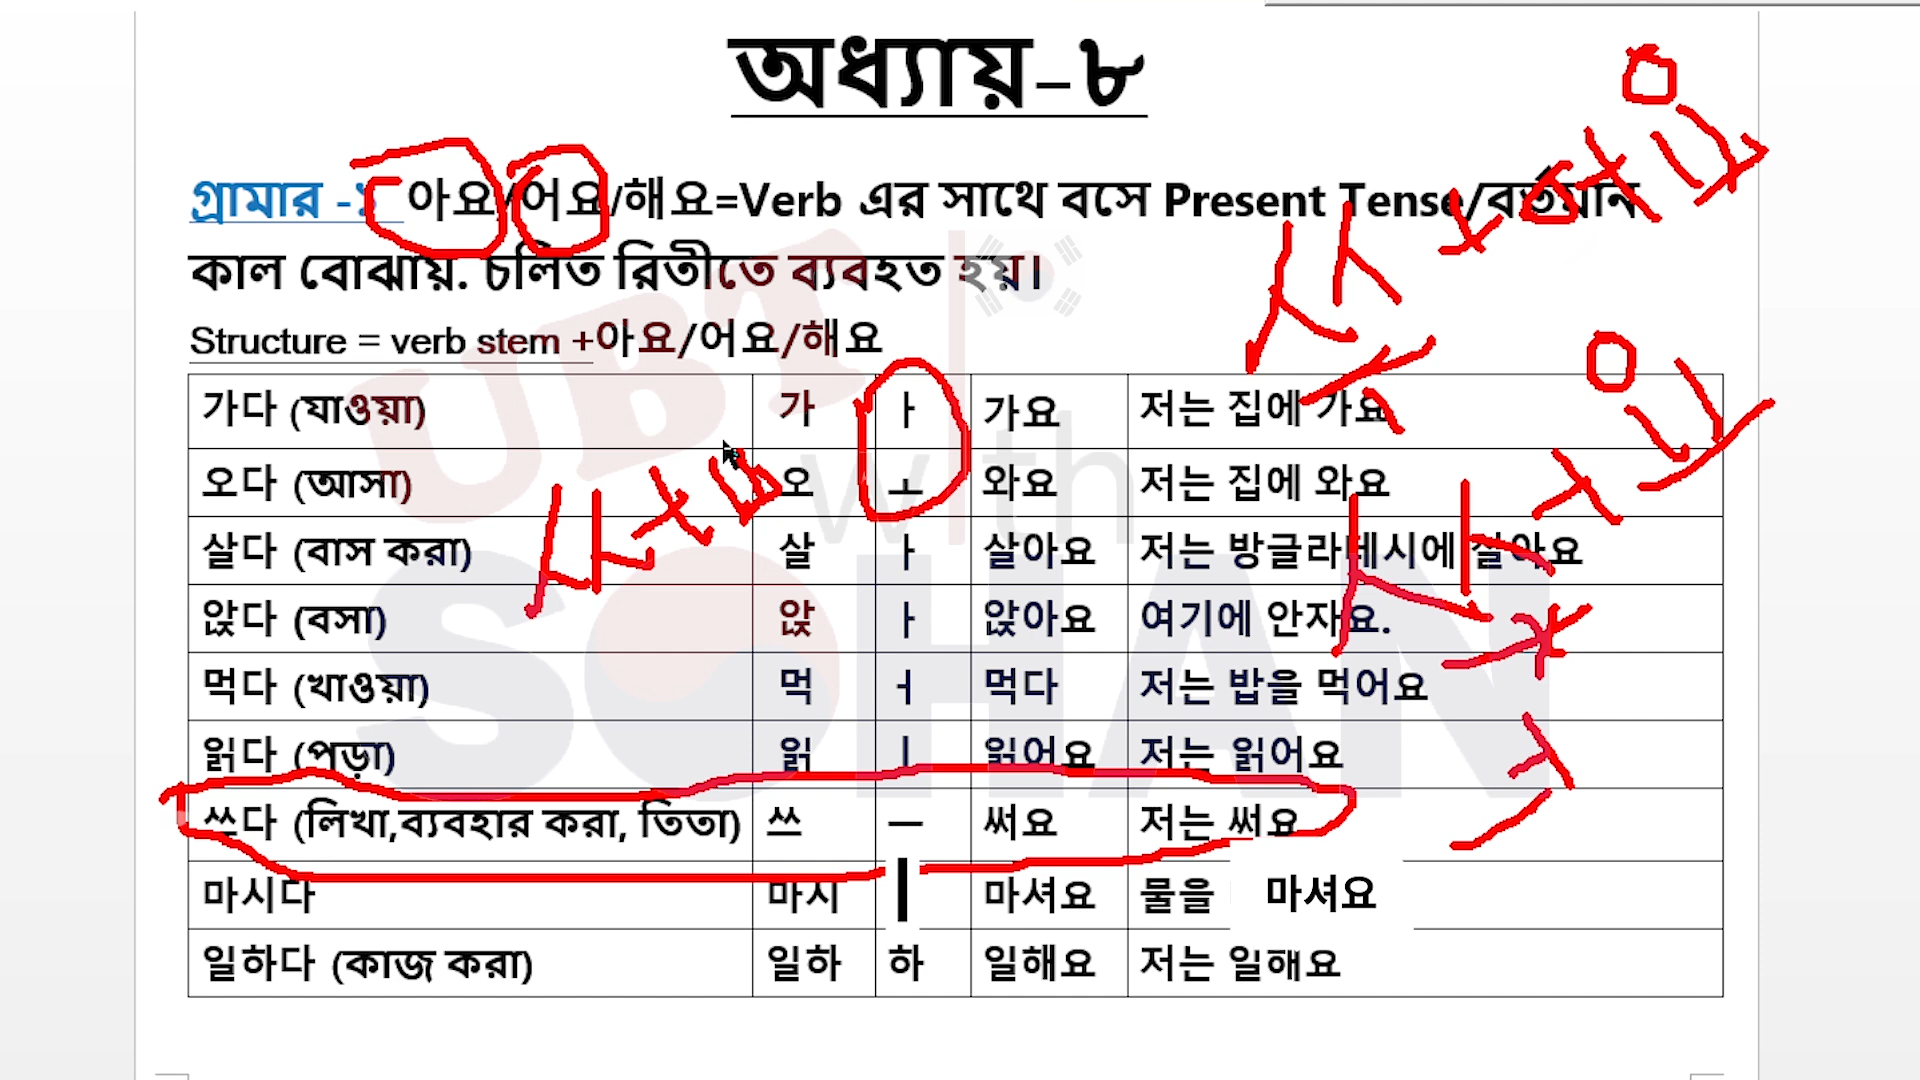 অধ্যায়-৮
গ্রামার -১ 아요/어요/해요=Verb এর সাথে বসে Present Tense/বর্তমান
কাল বোঝায়. চলিত রিতীতে ব্যবহত হয়।
Structure = verb stem +아요/어요/해요
가다 (যাওয়া) 가 ㅏ 가요 저는 집에 가요
오다 (আসা) 오 ㅗ 와요 저는 집에 와요
살다 (বাস করা) 살 ㅏ 살아요 저는 방글라데시에 살아요
앉다 (বসা) 앉 ㅏ 앉아요 여기에 안자요.
먹다 (খাওয়া) 먹 ㅓ 먹다 저는 밥을 먹어요
읽다 (পড়া) 읽 ㅣ 읽어요 저는 읽어요
쓰다 (লিখা,ব্যবহার করা, তিতা) 쓰 ㅡ 써요 저는 써요
마시다 마시 ㅣ 마셔요 물을 마셔요
일하다 (কাজ করা) 일하 하 일해요 저는 일해요
UBT
with
SOHAN